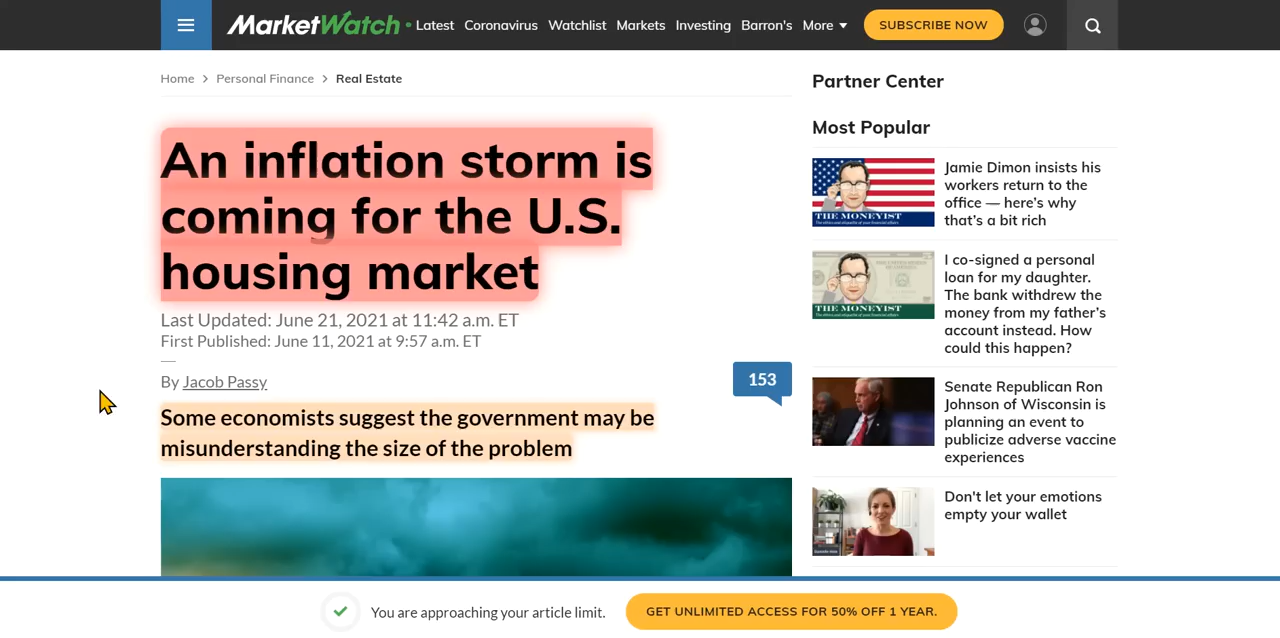 MarketWatch
Latest Coronavirus Watchlist Markets Investing Barron's More
SUBSCRIBE NOW
Home > Personal Finance > Real Estate
An inflation storm is
coming for the U.S.
housing market
Last Updated: June 21, 2021 at 11:42 a.m. ET
First Published: June 11, 2021 at 9:57 a.m. ET
By Jacob Passy
153
Some economists suggest the government may be
misunderstanding the size of the problem
Partner Center
Most Popular
THE MONEYIST
Jamie Dimon insists his
workers return to the
office — here's why
that's a bit rich
THE MONEYIST
I co-signed a personal
loan for my daughter.
The bank withdrew the
money from my father's
account instead. How
could this happen?
Senate Republican Ron
Johnson of Wisconsin is
planning an event to
publicize adverse vaccine
experiences
Don't let your emotions
empty your wallet
You are approaching your article limit.
GET UNLIMITED ACCESS FOR 50% OFF 1 YEAR.